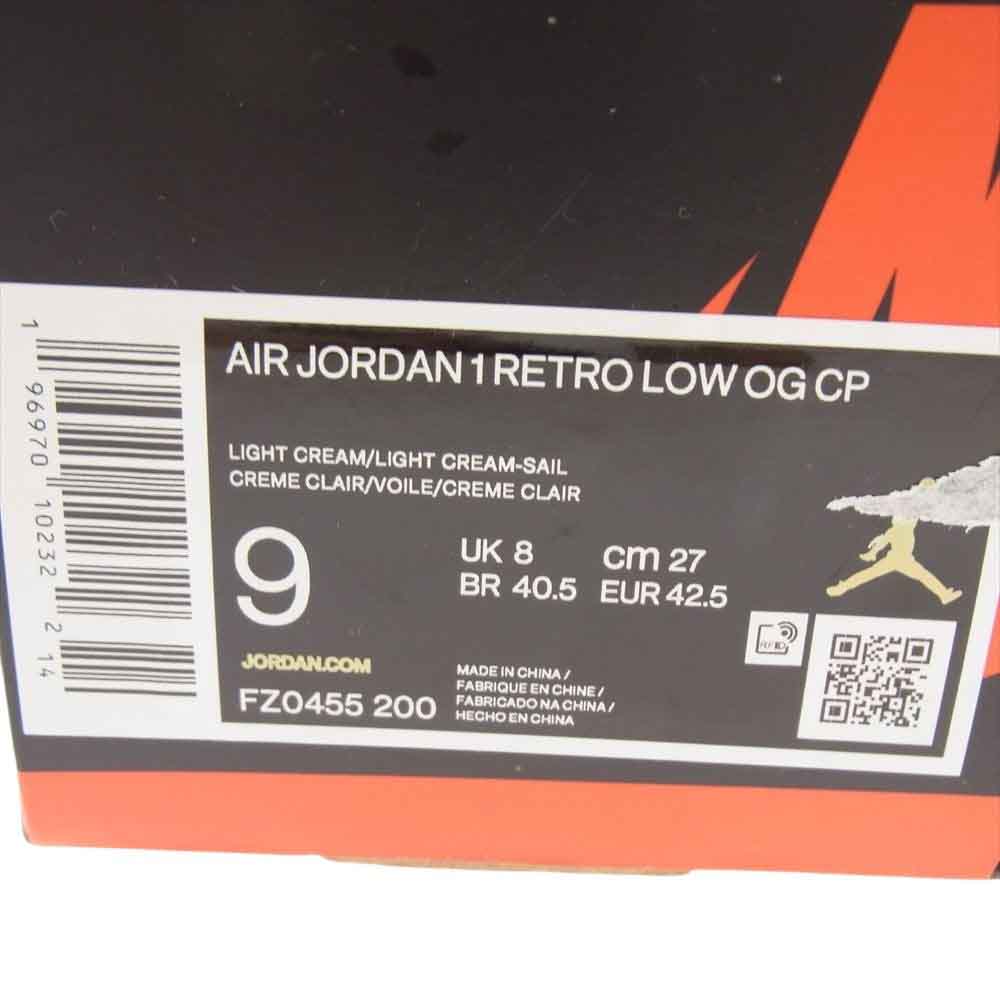 AIR JORDAN 1 RETRO LOW OG CP
LIGHT CREAM/LIGHT CREAM-SAIL
CREME CLAIR/VOILE/CREME CLAIR
9
UK 8 cm 27
BR 40.5 EUR 42.5
JORDAN.COM
FZ0455 200
MADE IN CHINA /
FABRIQUE EN CHINE /
FABRICADO NA CHINA /
HECHO EN CHINA
RFID
1 96970 10232 2 14